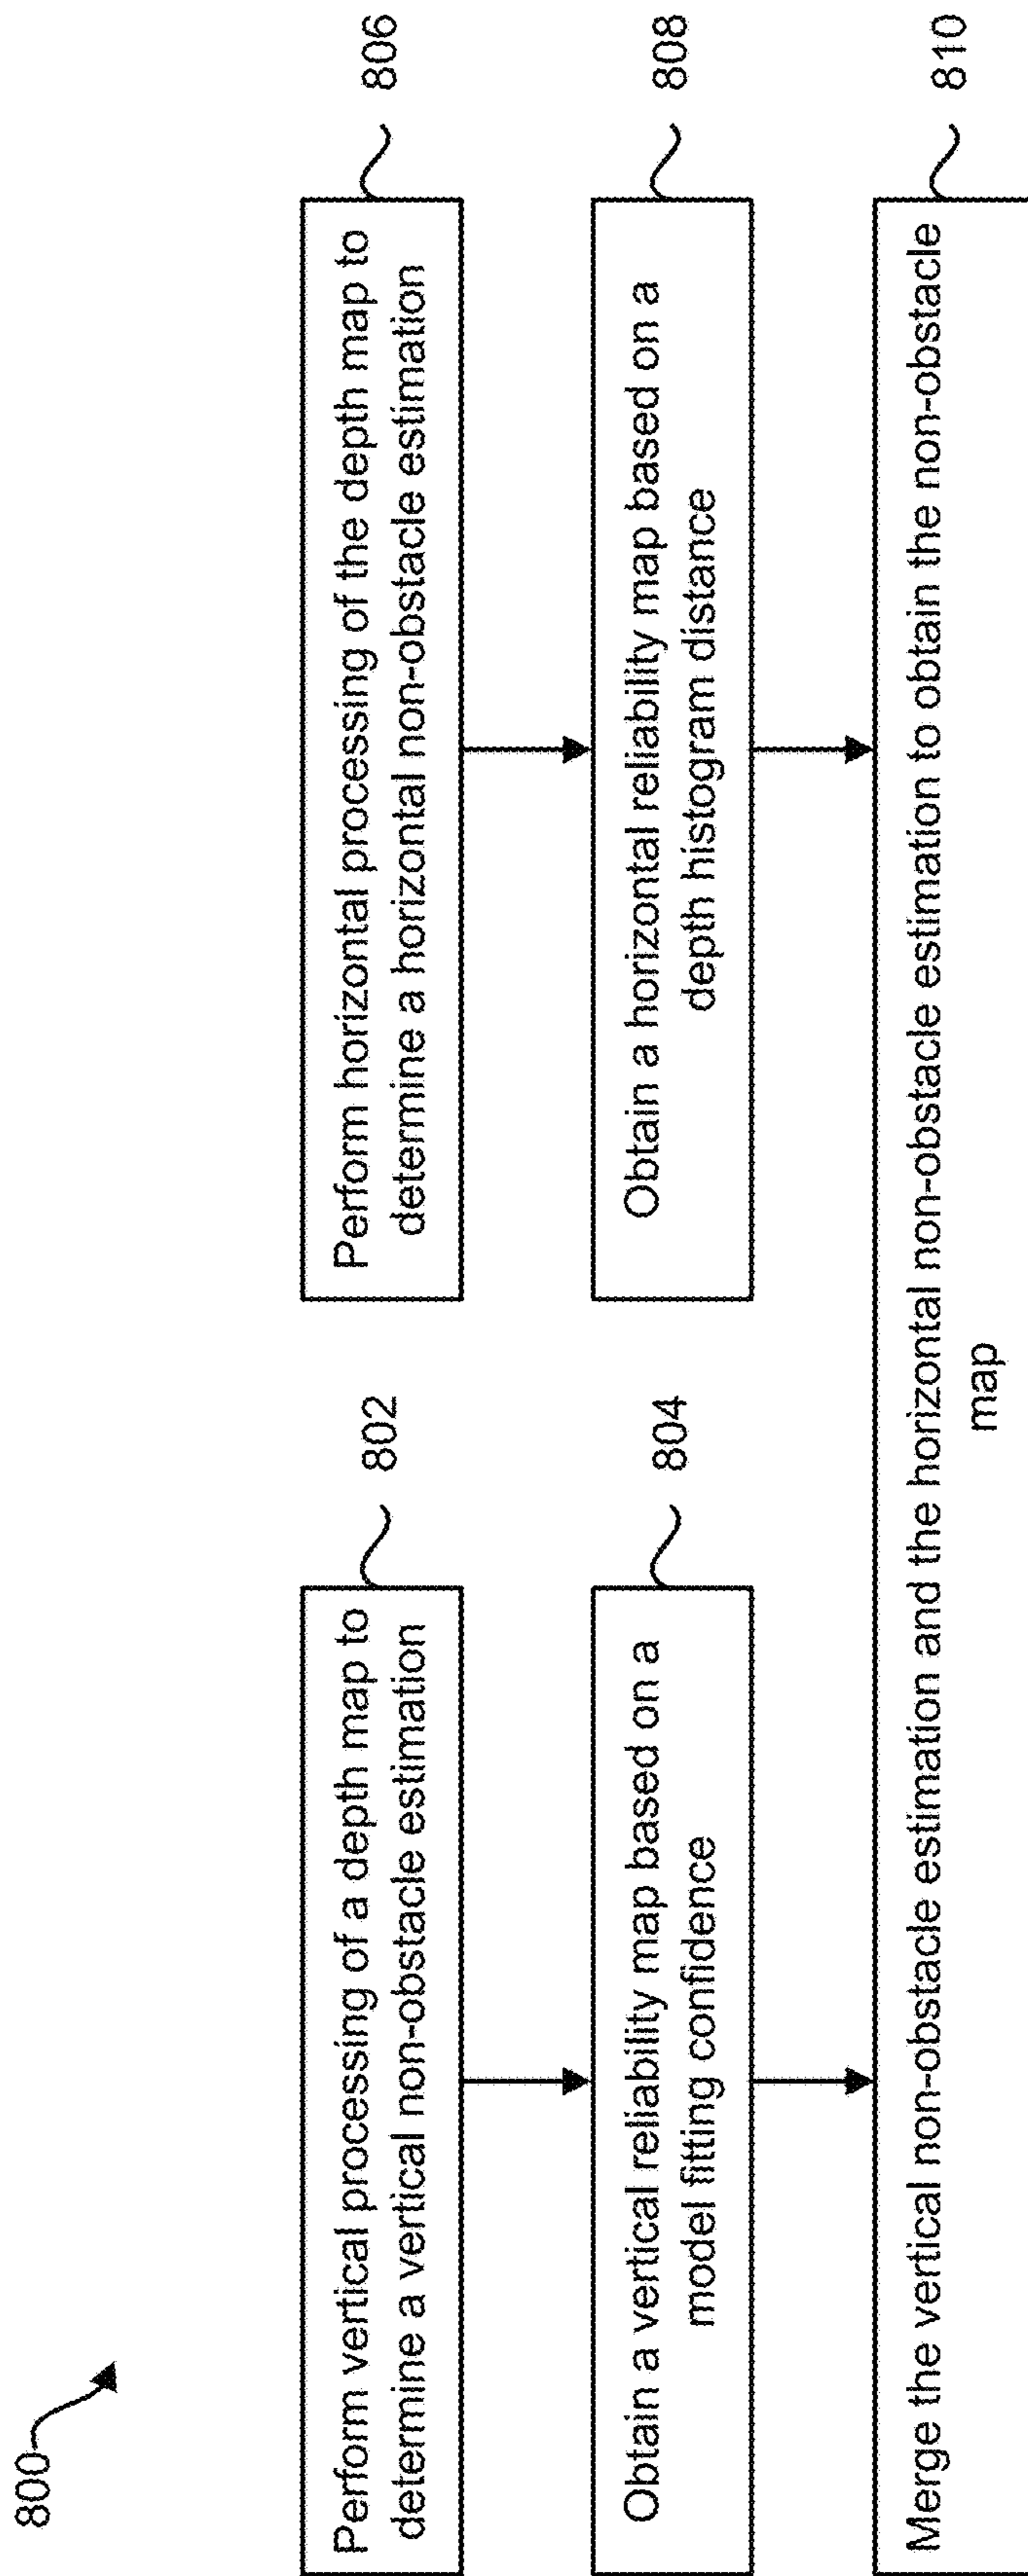 800
802
Perform vertical processing of a depth map to
determine a vertical non-obstacle estimation
806
Perform horizontal processing of the depth map to
determine a horizontal non-obstacle estimation
804
Obtain a vertical reliability map based on a
model fitting confidence
808
Obtain a horizontal reliability map based on a
depth histogram distance
810
Merge the vertical non-obstacle estimation and the horizontal non-obstacle estimation to obtain the non-obstacle
map